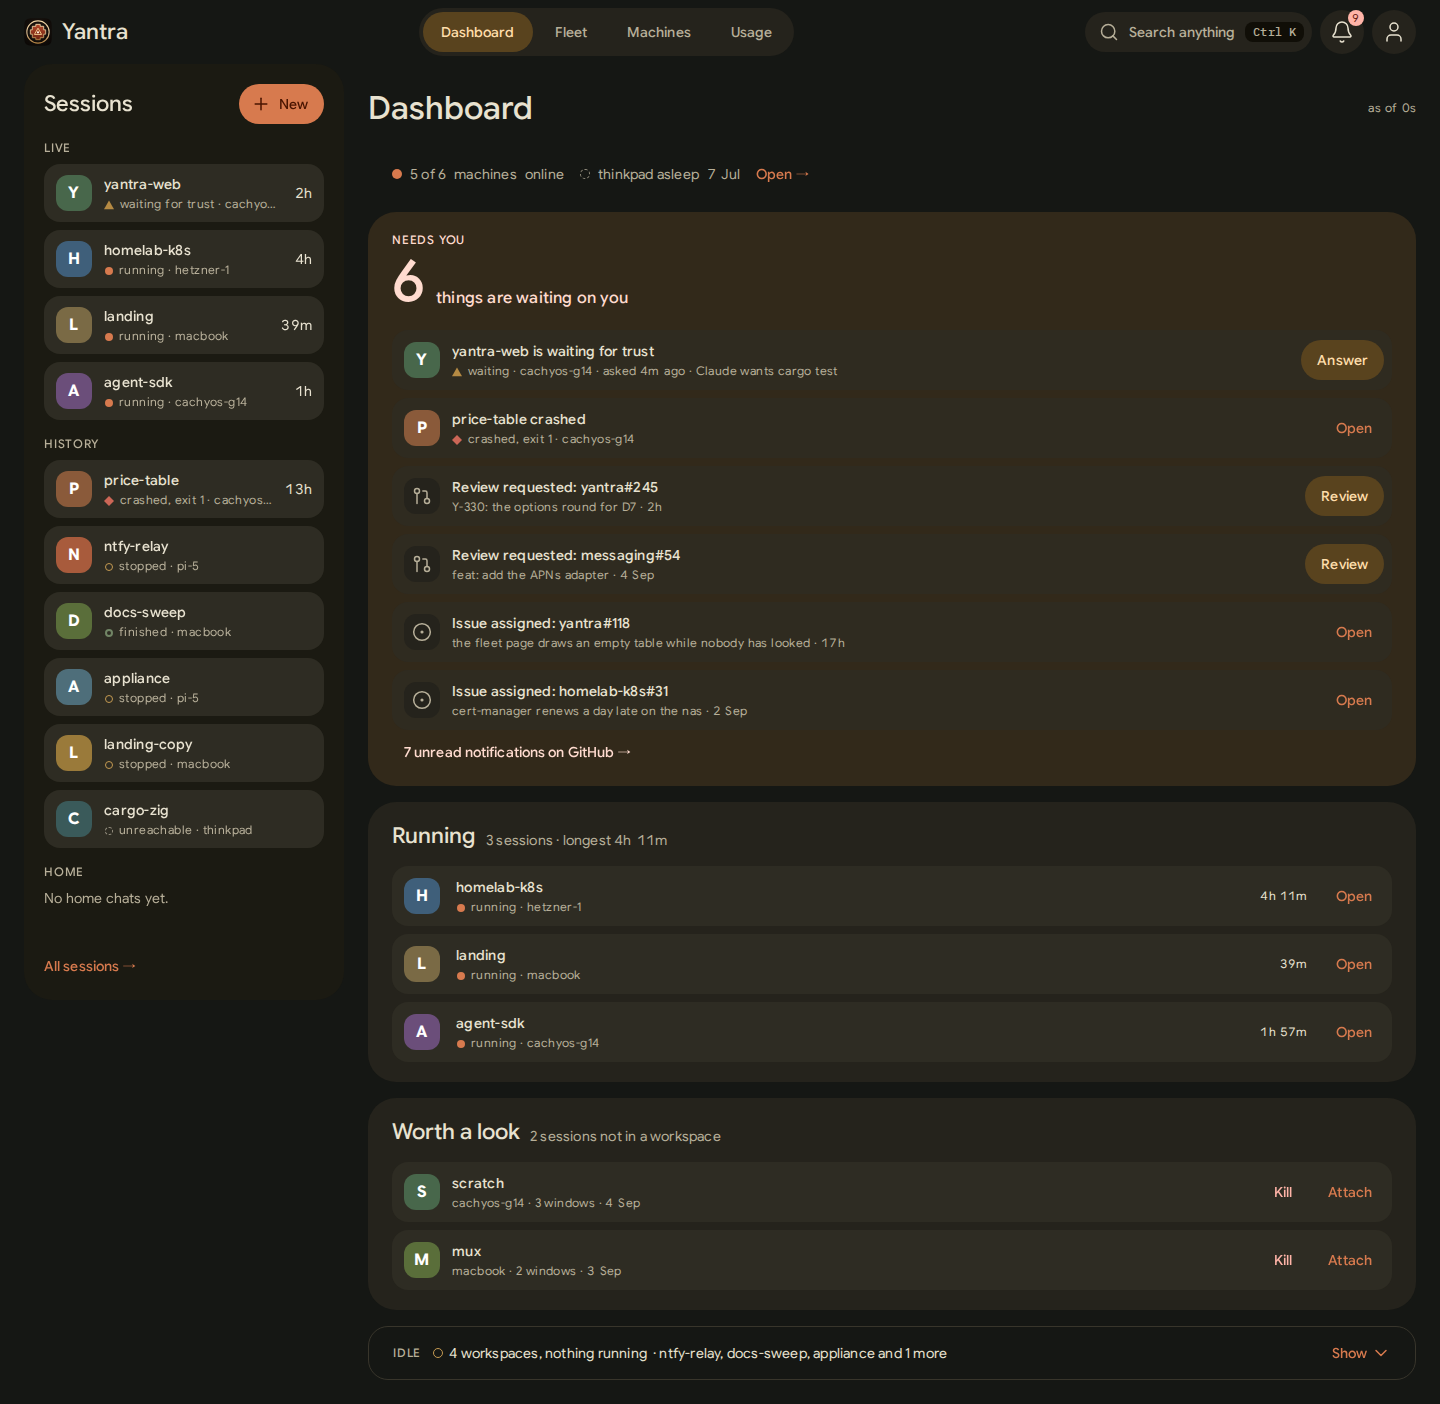 Yantra
Dashboard
Fleet
Machines
Usage
Search anything
Ctrl K
9
Sessions
New
LIVE
Y
yantra-web
waiting for trust · cachyo...
2h
H
homelab-k8s
running · hetzner-1
4h
L
landing
running · macbook
39m
A
agent-sdk
running · cachyos-g14
1h
HISTORY
P
price-table
crashed, exit 1 · cachyos...
13h
N
ntfy-relay
stopped · pi-5
D
docs-sweep
finished · macbook
A
appliance
stopped · pi-5
L
landing-copy
stopped · macbook
C
cargo-zig
unreachable · thinkpad
HOME
No home chats yet.
All sessions →
Dashboard
as of 0s
5 of 6 machines online
thinkpad asleep 7 Jul
Open →
NEEDS YOU
6 things are waiting on you
Y
yantra-web is waiting for trust
waiting · cachyos-g14 · asked 4m ago · Claude wants cargo test
Answer
P
price-table crashed
crashed, exit 1 · cachyos-g14
Open
Review requested: yantra#245
Y-330: the options round for D7 · 2h
Review
Review requested: messaging#54
feat: add the APNs adapter · 4 Sep
Review
Issue assigned: yantra#118
the fleet page draws an empty table while nobody has looked · 17h
Open
Issue assigned: homelab-k8s#31
cert-manager renews a day late on the nas · 2 Sep
Open
7 unread notifications on GitHub →
Running
3 sessions · longest 4h 11m
H
homelab-k8s
running · hetzner-1
4h 11m
Open
L
landing
running · macbook
39m
Open
A
agent-sdk
running · cachyos-g14
1h 57m
Open
Worth a look
2 sessions not in a workspace
S
scratch
cachyos-g14 · 3 windows · 4 Sep
Kill
Attach
M
mux
macbook · 2 windows · 3 Sep
Kill
Attach
IDLE
4 workspaces, nothing running · ntfy-relay, docs-sweep, appliance and 1 more
Show